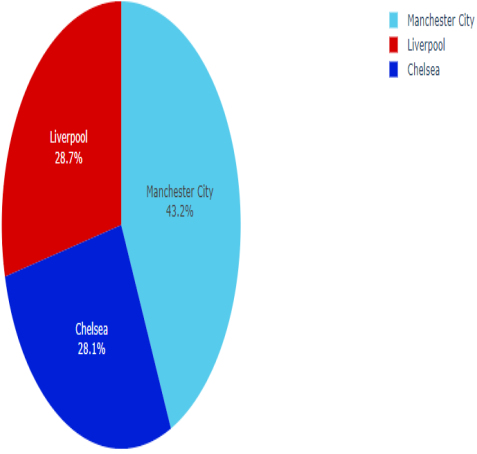 Manchester City
Liverpool
Chelsea
Liverpool
28.7%
Manchester City
43.2%
Chelsea
28.1%